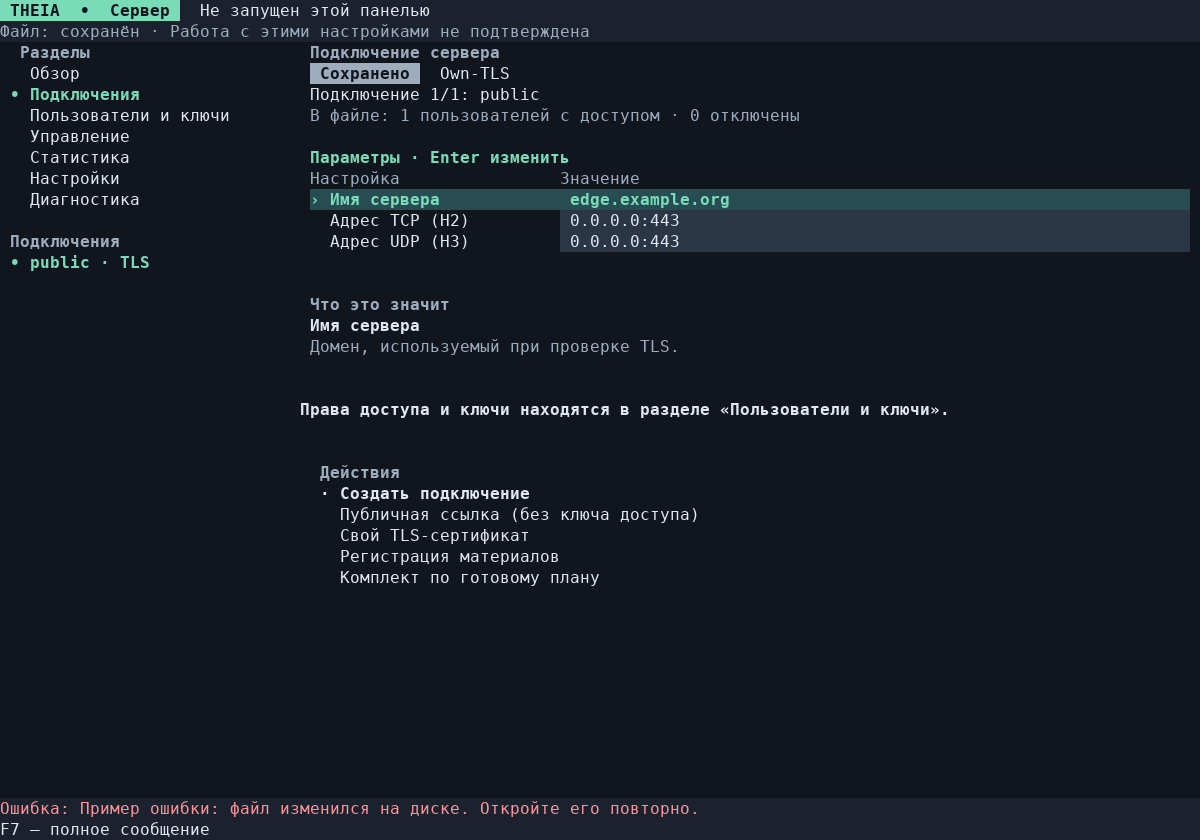 THEIA • Сервер Не запущен этой панелью
Файл: сохранён · Работа с этими настройками не подтверждена
Разделы
Обзор
• Подключения
Пользователи и ключи
Управление
Статистика
Настройки
Диагностика
Подключения
• public · TLS
Подключение сервера
Сохранено Own-TLS
Подключение 1/1: public
В файле: 1 пользователей с доступом · 0 отключены
Параметры · Enter изменить
Настройка Значение
› Имя сервера edge.example.org
Адрес TCP (H2) 0.0.0.0:443
Адрес UDP (H3) 0.0.0.0:443
Что это значит
Имя сервера
Домен, используемый при проверке TLS.
Права доступа и ключи находятся в разделе «Пользователи и ключи».
Действия
· Создать подключение
Публичная ссылка (без ключа доступа)
Свой TLS-сертификат
Регистрация материалов
Комплект по готовому плану
Ошибка: Пример ошибки: файл изменился на диске. Откройте его повторно.
F7 — полное сообщение